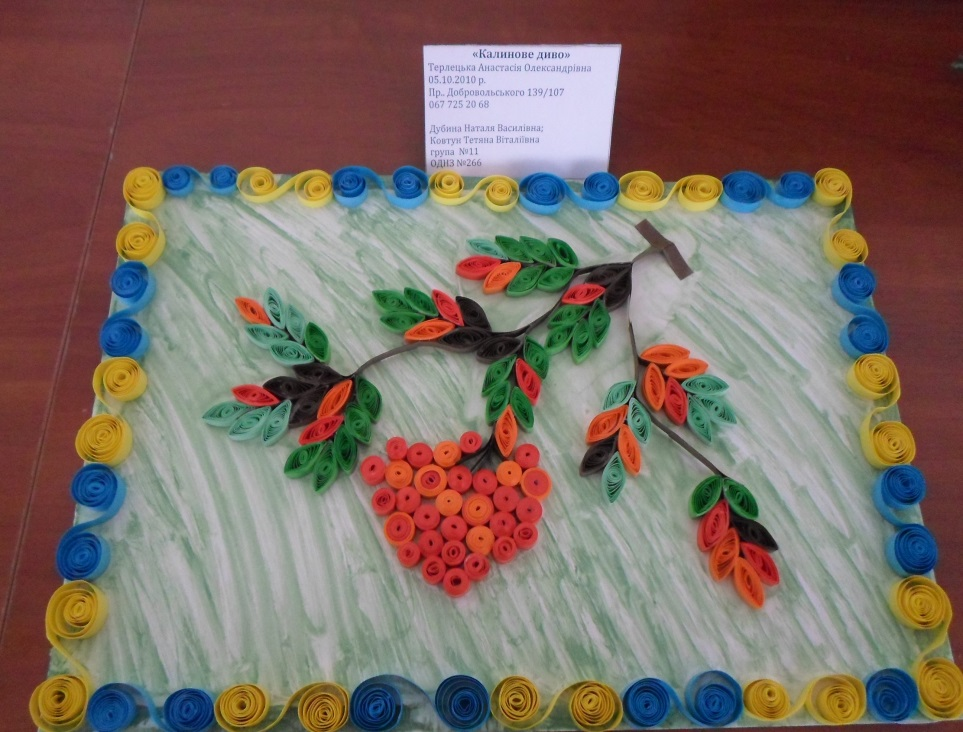 «Калинове диво»
Терлецька Анастасія Олександрівна
05.10.2010 р.
Пр.. Добровольського 139/107
067 725 20 68
Дубина Наталя Василівна;
Ковтун Тетяна Віталіївна
група №11
ОДНЗ №266